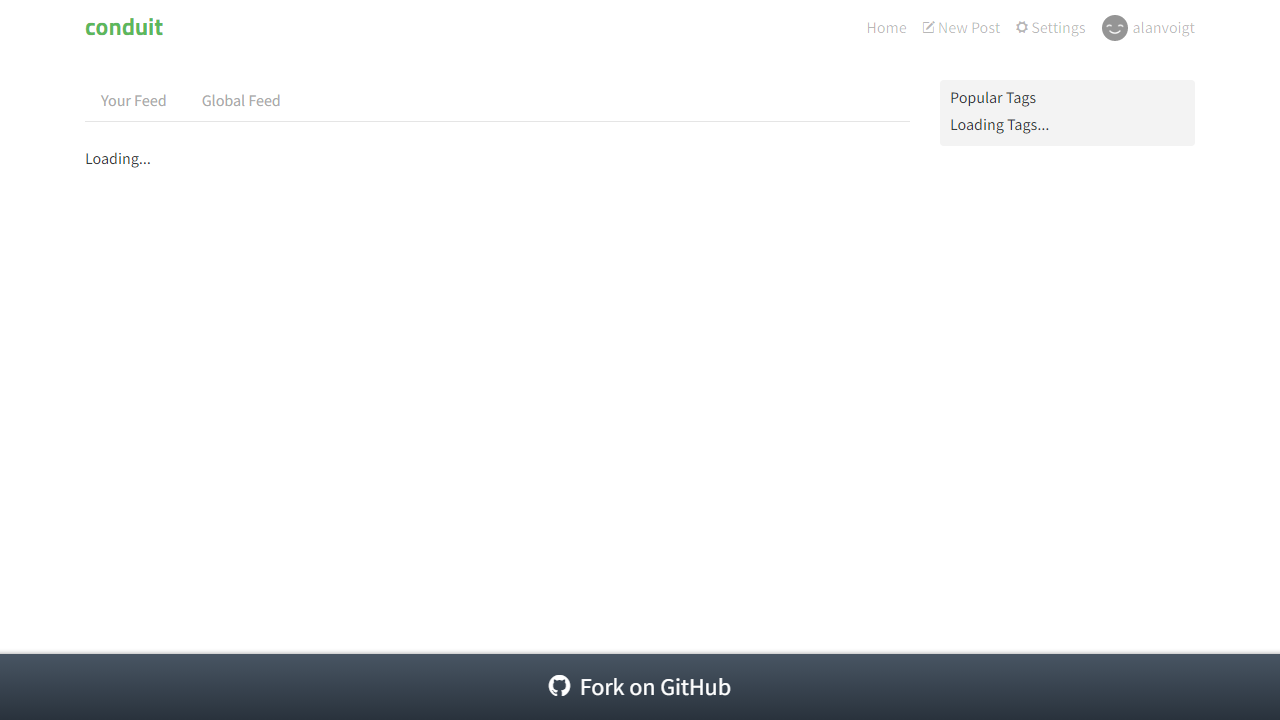 conduit
Home New Post Settings alanvoigt
Your Feed Global Feed
Loading...
Popular Tags
Loading Tags...
Fork on GitHub